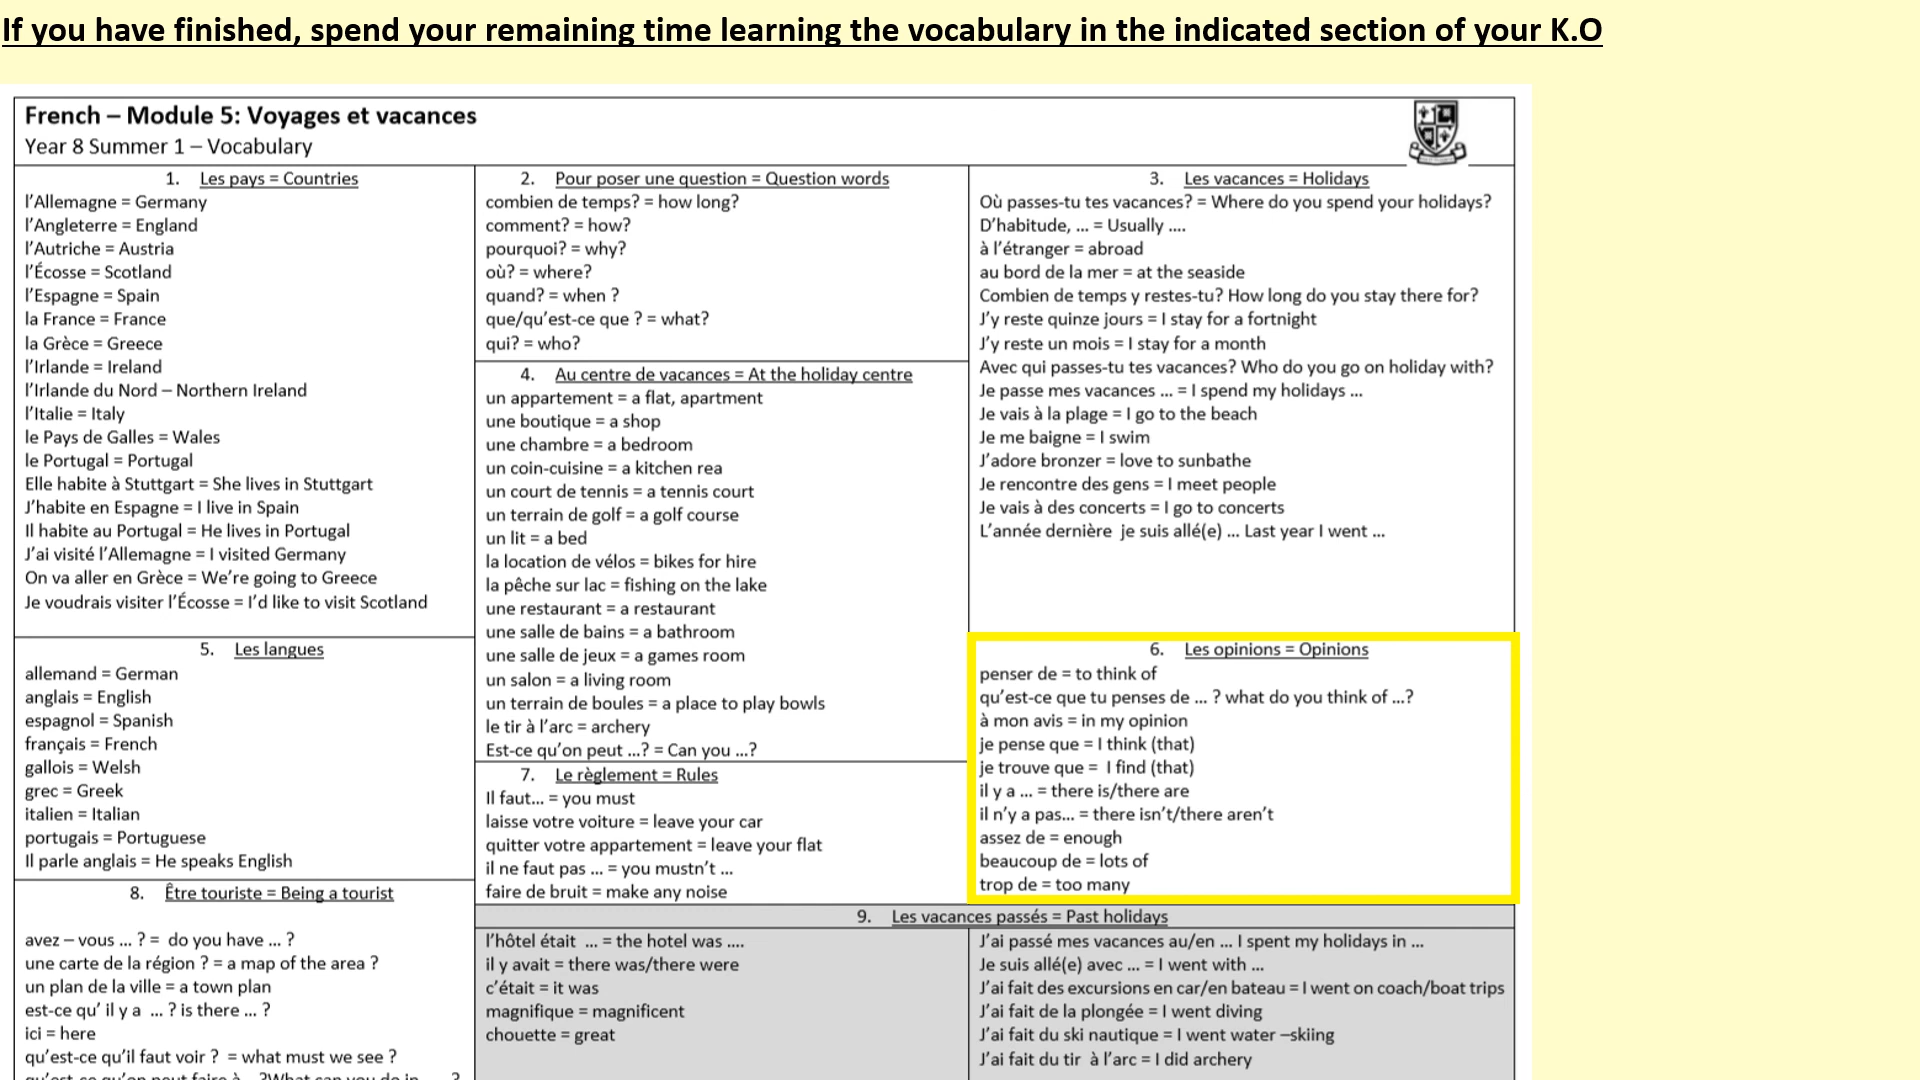 If you have finished, spend your remaining time learning the vocabulary in the indicated section of your K.O
French – Module 5: Voyages et vacances
Year 8 Summer 1 – Vocabulary
1. Les pays = Countries
l'Allemagne = Germany
l'Angleterre = England
l'Autriche = Austria
l'Écosse = Scotland
l'Espagne = Spain
la France = France
la Grèce = Greece
l'Irlande = Ireland
l'Irlande du Nord – Northern Ireland
l'Italie = Italy
le Pays de Galles = Wales
le Portugal = Portugal
Elle habite à Stuttgart = She lives in Stuttgart
J'habite en Espagne = I live in Spain
Il habite au Portugal = He lives in Portugal
J'ai visité l'Allemagne = I visited Germany
On va aller en Grèce = We're going to Greece
Je voudrais visiter l'Écosse = I'd like to visit Scotland
2. Pour poser une question = Question words
combien de temps? = how long?
comment? = how?
pourquoi? = why?
où? = where?
quand? = when ?
que/qu'est-ce que ? = what?
qui? = who?
3. Les vacances = Holidays
Où passes-tu tes vacances? = Where do you spend your holidays?
D'habitude, ... = Usually ....
à l'étranger = abroad
au bord de la mer = at the seaside
Combien de temps y restes-tu? How long do you stay there for?
J'y reste quinze jours = I stay for a fortnight
J'y reste un mois = I stay for a month
Avec qui passes-tu tes vacances? Who do you go on holiday with?
Je passe mes vacances ... = I spend my holidays ...
Je vais à la plage = I go to the beach
Je me baigne = I swim
J'adore bronzer = love to sunbathe
Je rencontre des gens = I meet people
Je vais à des concerts = I go to concerts
L'année dernière je suis allé(e) ... Last year I went ...
4. Au centre de vacances = At the holiday centre
un appartement = a flat, apartment
une boutique = a shop
une chambre = a bedroom
un coin-cuisine = a kitchen rea
un court de tennis = a tennis court
un terrain de golf = a golf course
un lit = a bed
la location de vélos = bikes for hire
la pêche sur lac = fishing on the lake
une restaurant = a restaurant
une salle de bains = a bathroom
une salle de jeux = a games room
un salon = a living room
un terrain de boules = a place to play bowls
le tir à l'arc = archery
Est-ce qu'on peut ...? = Can you ...?
5. Les langues
allemand = German
anglais = English
espagnol = Spanish
français = French
gallois = Welsh
grec = Greek
italien = Italian
portugais = Portuguese
Il parle anglais = He speaks English
6. Les opinions = Opinions
penser de = to think of
qu'est-ce que tu penses de ... ? what do you think of ...?
à mon avis = in my opinion
je pense que = I think (that)
je trouve que = I find (that)
il y a ... = there is/there are
il n'y a pas... = there isn't/there aren't
assez de = enough
beaucoup de = lots of
trop de = too many
7. Le règlement = Rules
Il faut... = you must
laisse votre voiture = leave your car
quitter votre appartement = leave your flat
il ne faut pas ... = you mustn't ...
faire de bruit = make any noise
8. Être touriste = Being a tourist
avez – vous ... ? = do you have ... ?
une carte de la région ? = a map of the area ?
un plan de la ville = a town plan
est-ce qu' il y a ... ? is there ... ?
ici = here
qu'est-ce qu'il faut voir ? = what must we see ?
9. Les vacances passés = Past holidays
l'hôtel était ... = the hotel was ....
il y avait = there was/there were
c'était = it was
magnifique = magnificent
chouette = great
J'ai passé mes vacances au/en ... I spent my holidays in ...
Je suis allé(e) avec ... = I went with ...
J'ai fait des excursions en car/en bateau = I went on coach/boat trips
J'ai fait de la plongée = I went diving
J'ai fait du ski nautique = I went water –skiing
J'ai fait du tir à l'arc = I did archery